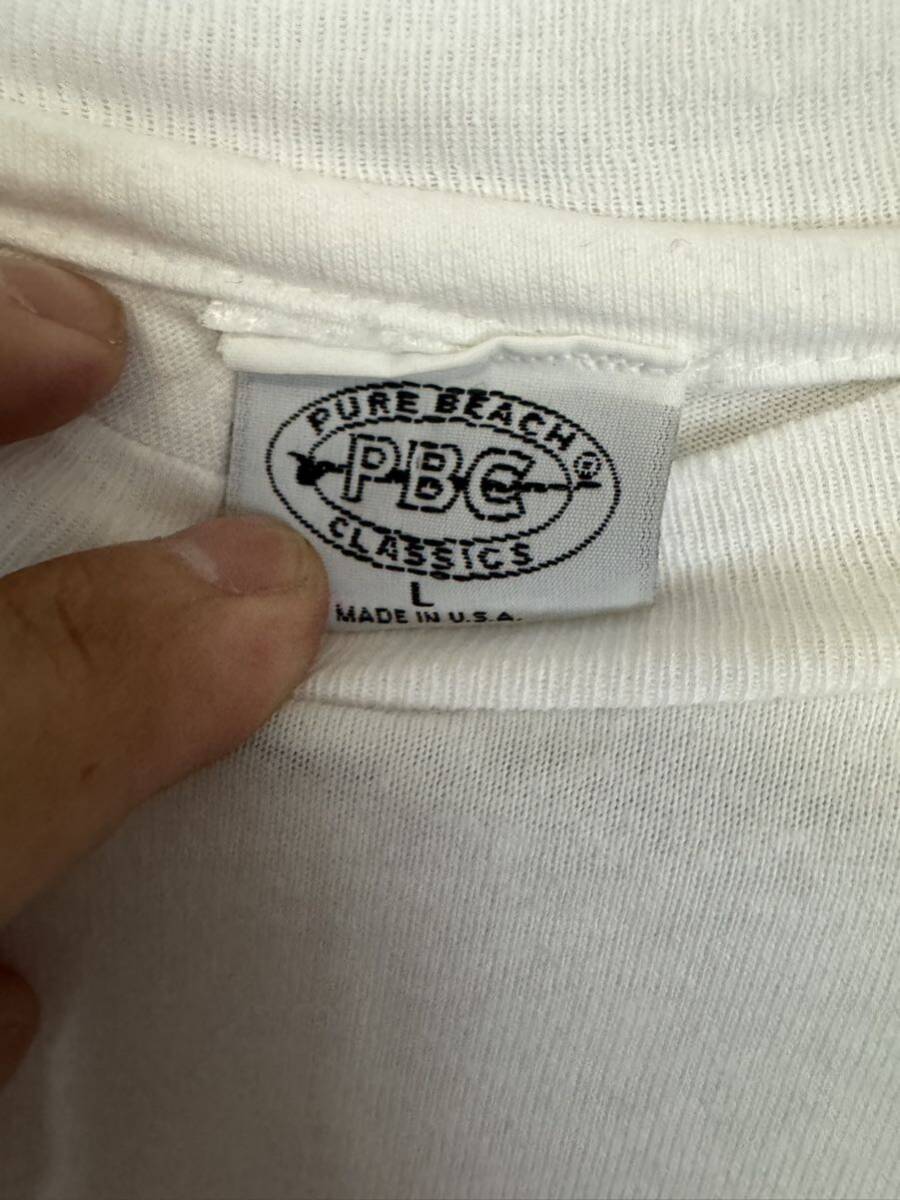 PURE BEACH ®
PBC
CLASSICS
L
MADE IN U.S.A.